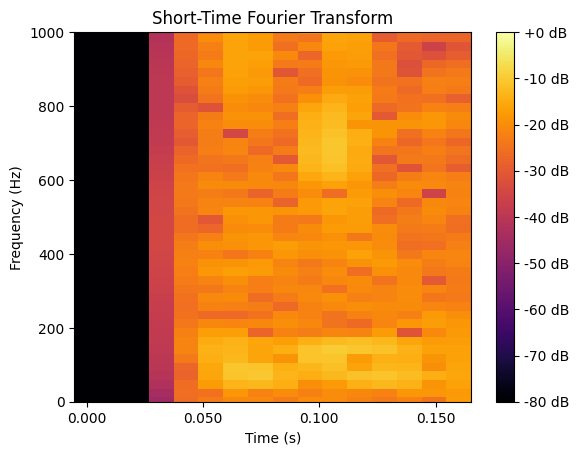 Short-Time Fourier Transform
Frequency (Hz)
1000
800
600
400
200
0
0.000
0.050
0.100
0.150
Time (s)
+0 dB
-10 dB
-20 dB
-30 dB
-40 dB
-50 dB
-60 dB
-70 dB
-80 dB